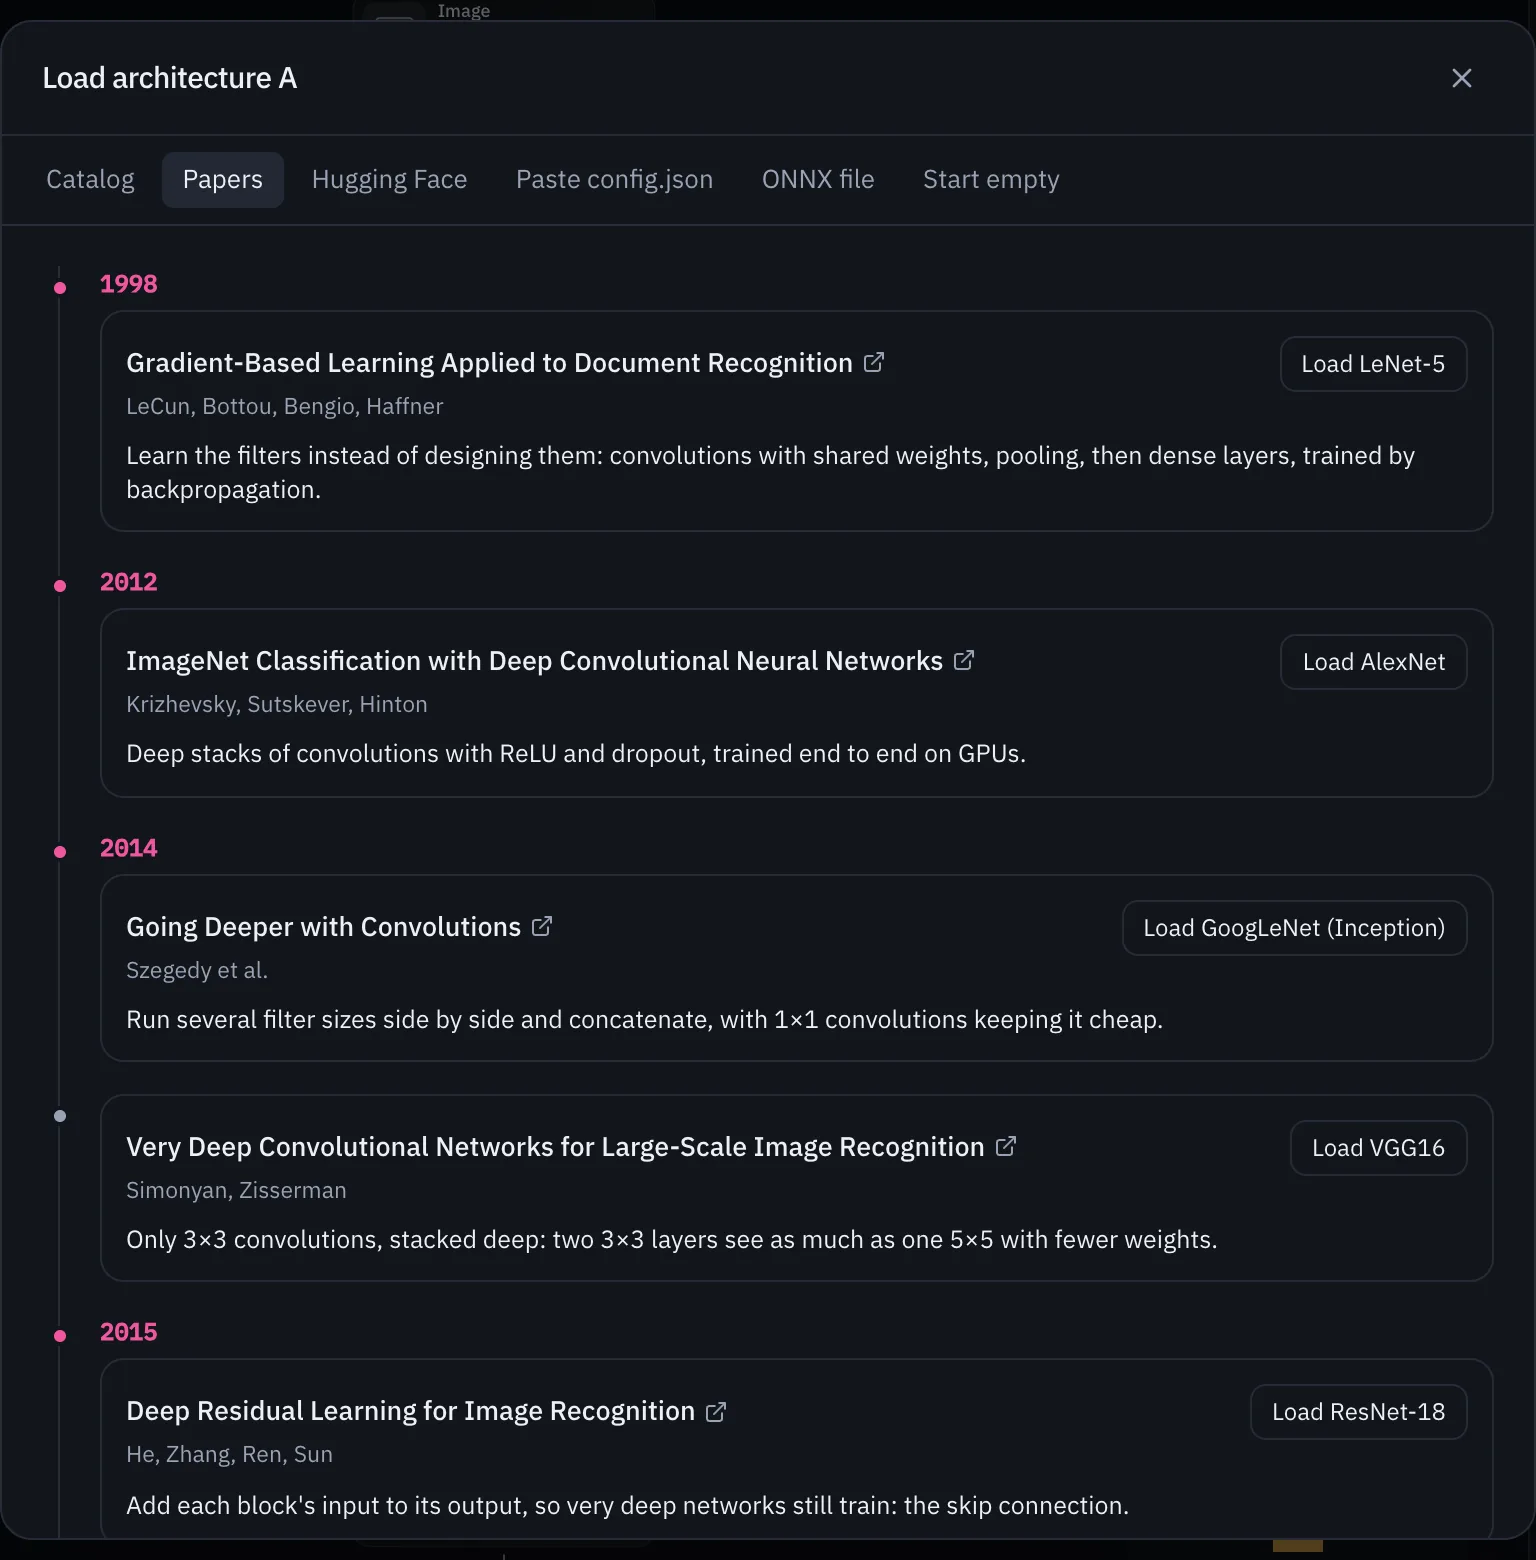 Image
Load architecture A
Catalog
Papers
Hugging Face
Paste config.json
ONNX file
Start empty
1998
Gradient-Based Learning Applied to Document Recognition
Load LeNet-5
LeCun, Bottou, Bengio, Haffner
Learn the filters instead of designing them: convolutions with shared weights, pooling, then dense layers, trained by
backpropagation.
2012
ImageNet Classification with Deep Convolutional Neural Networks
Load AlexNet
Krizhevsky, Sutskever, Hinton
Deep stacks of convolutions with ReLU and dropout, trained end to end on GPUs.
2014
Going Deeper with Convolutions
Load GoogLeNet (Inception)
Szegedy et al.
Run several filter sizes side by side and concatenate, with 1×1 convolutions keeping it cheap.
Very Deep Convolutional Networks for Large-Scale Image Recognition
Load VGG16
Simonyan, Zisserman
Only 3×3 convolutions, stacked deep: two 3×3 layers see as much as one 5×5 with fewer weights.
2015
Deep Residual Learning for Image Recognition
Load ResNet-18
He, Zhang, Ren, Sun
Add each block's input to its output, so very deep networks still train: the skip connection.